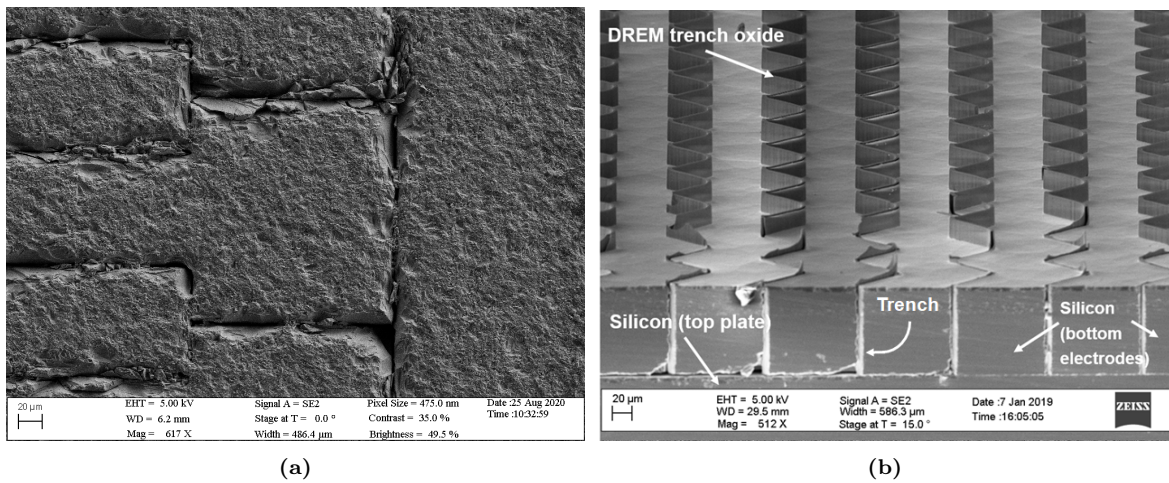 20 µm
EHT = 5.00 kV
WD = 6.2 mm
Mag = 617 X
Signal A = SE2
Stage at T = 0.0 °
Width = 486.4 µm
Pixel Size = 475.0 nm
Contrast = 35.0 %
Brightness = 49.5 %
Date :25 Aug 2020
Time :10:32:59
(a)
DREM trench oxide
Trench
Silicon (top plate)
Silicon
(bottom
electrodes)
20 µm
EHT = 5.00 kV
WD = 29.5 mm
Mag = 512 X
Signal A = SE2
Width = 586.3 µm
Stage at T = 15.0 °
Date :7 Jan 2019
Time :16:05:05
ZEISS
(b)